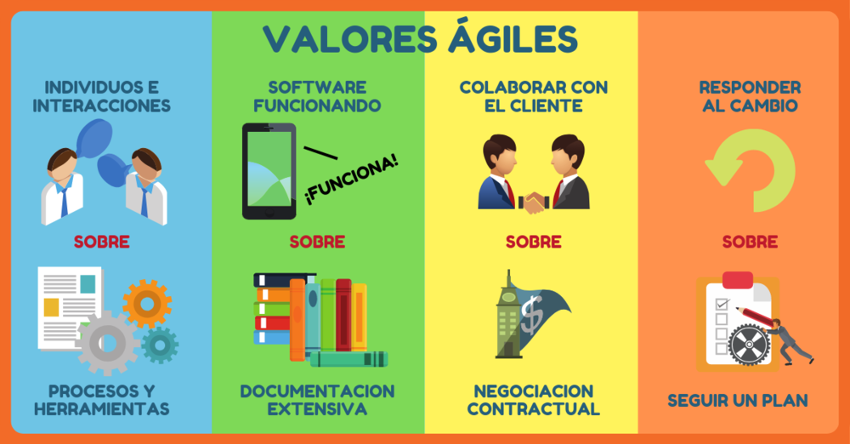 VALORES ÁGILES
INDIVIDUOS E
INTERACCIONES
SOBRE
PROCESOS Y
HERRAMIENTAS
SOFTWARE
FUNCIONANDO
¡FUNCIONA!
SOBRE
DOCUMENTACION
EXTENSIVA
COLABORAR CON
EL CLIENTE
SOBRE
$
NEGOCIACION
CONTRACTUAL
RESPONDER
AL CAMBIO
SOBRE
SEGUIR UN PLAN